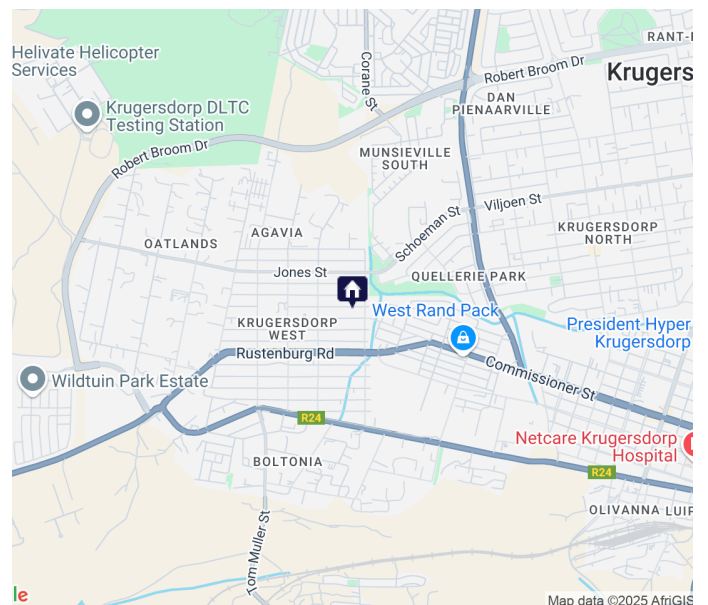 RANT-E
Helivate Helicopter
Services
Corane St
Robert Broom Dr
Krugers
Krugersdorp DLTC
Testing Station
DAN
PIENAARVILLE
Robert Broom Dr
MUNSIEVILLE
SOUTH
Schoeman St
Viljoen St
AGAVIA
OATLANDS
KRUGERSDORP
NORTH
Jones St
QUELLERIE PARK
West Rand Pack
KRUGERSDORP
WEST
President Hyper
Krugersdorp
Rustenburg Rd
Commissioner St
Wildtuin Park Estate
R24
Netcare Krugersdorp
Hospital
BOLTONIA
R24
OLIVANNA
LUIP
Tom Muller St
le
Map data ©2025 AfriGIS